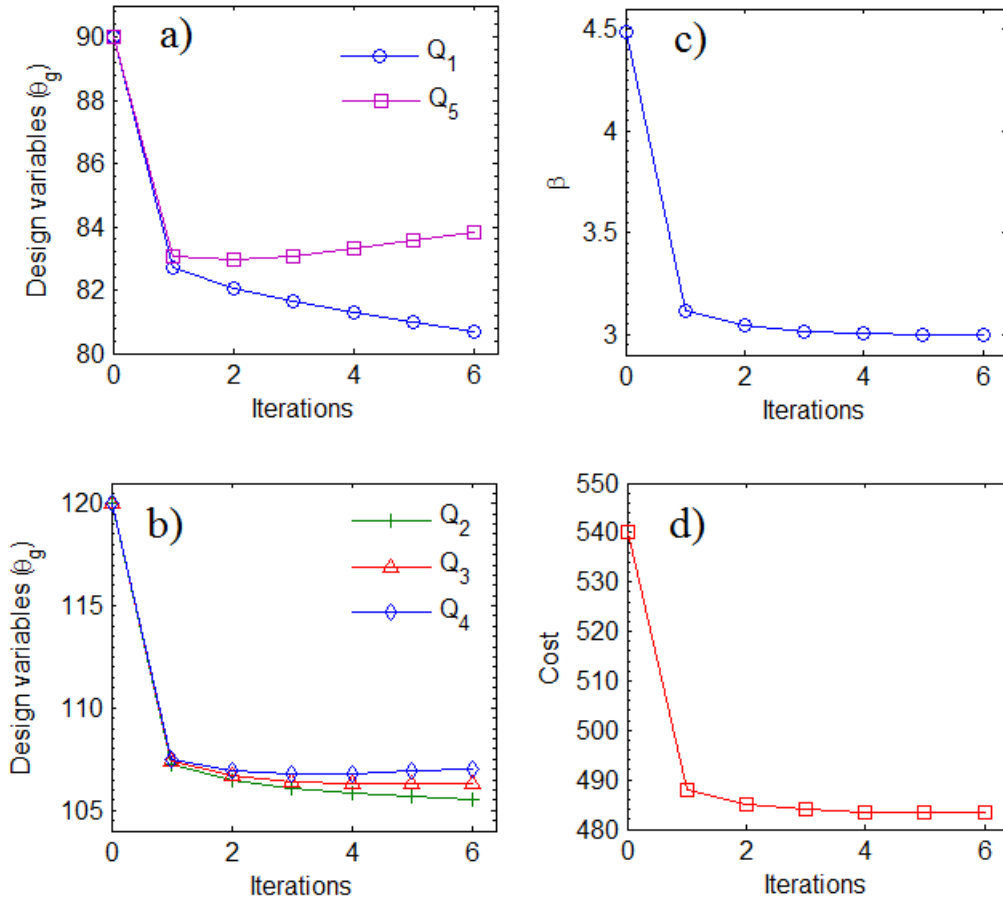 a)
Q1
Q5
Design variables (θg)
90
88
86
84
82
80
0 2 4 6
Iterations
c)
β
4.5
4
3.5
3
0 2 4 6
Iterations
b)
Q2
Q3
Q4
Design variables (θg)
120
115
110
105
0 2 4 6
Iterations
d)
Cost
550
540
530
520
510
500
490
480
0 2 4 6
Iterations